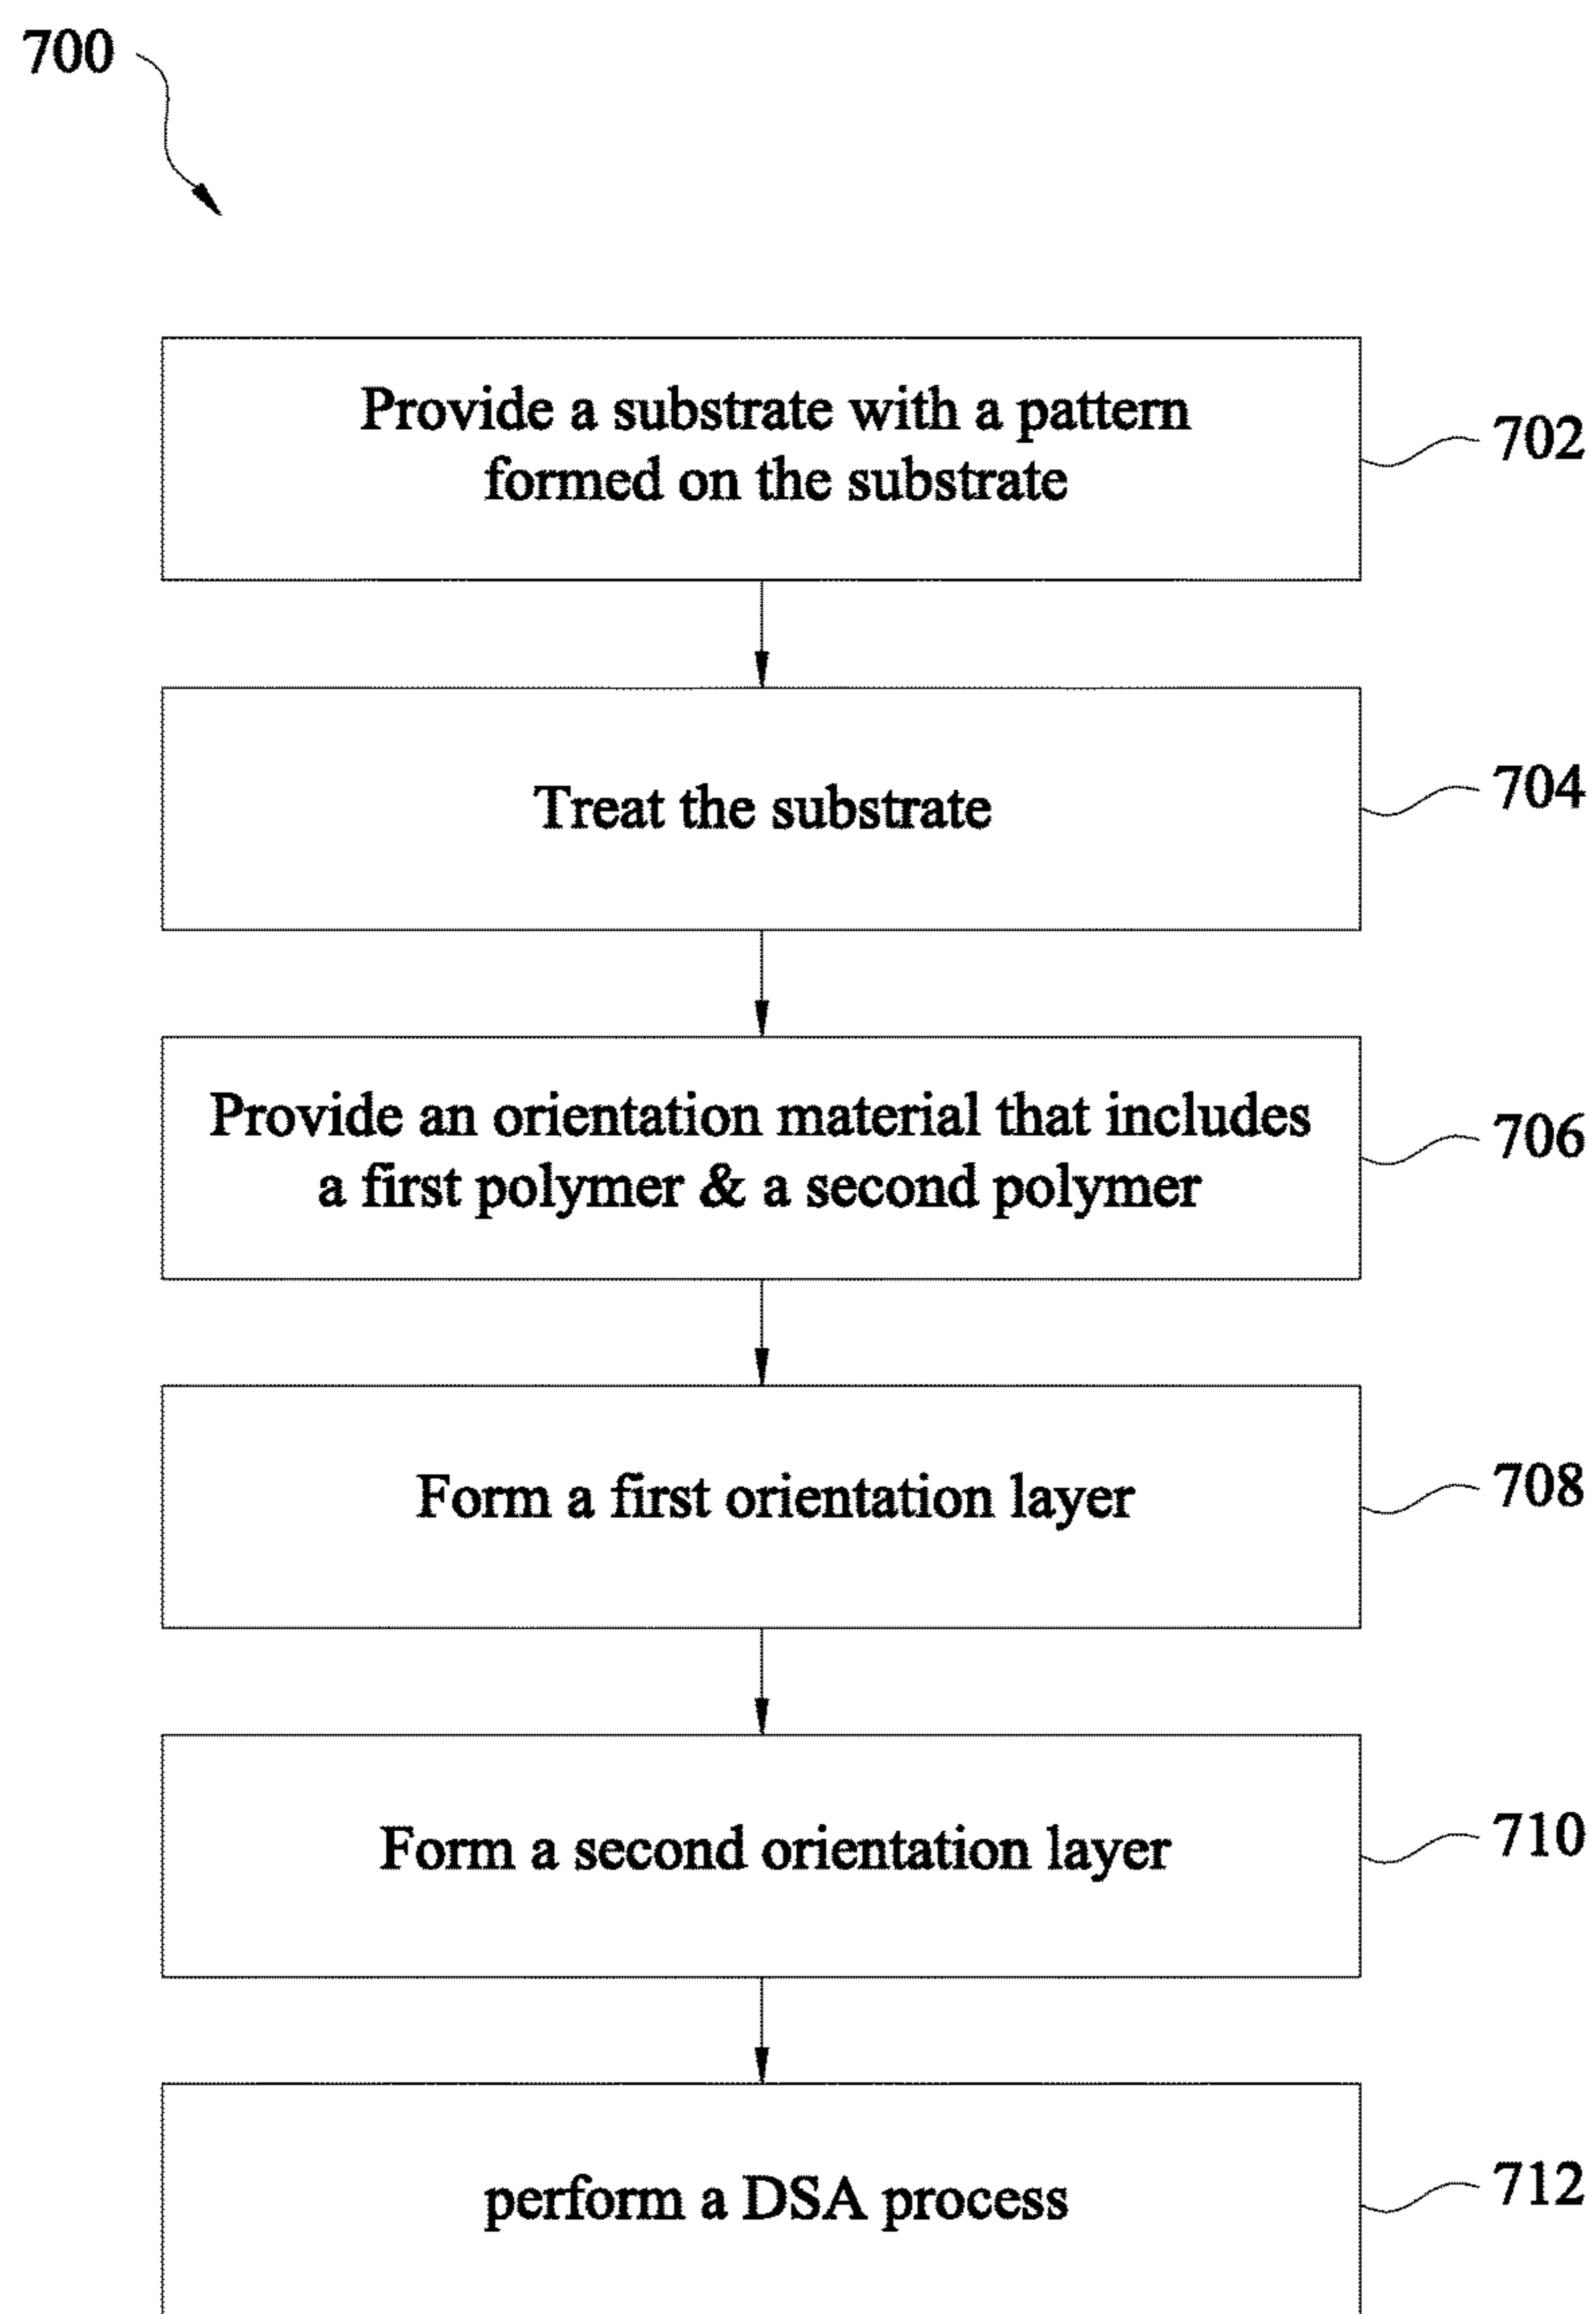 700
Provide a substrate with a pattern
formed on the substrate
702
Treat the substrate
704
Provide an orientation material that includes
a first polymer & a second polymer
706
Form a first orientation layer
708
Form a second orientation layer
710
perform a DSA process
712